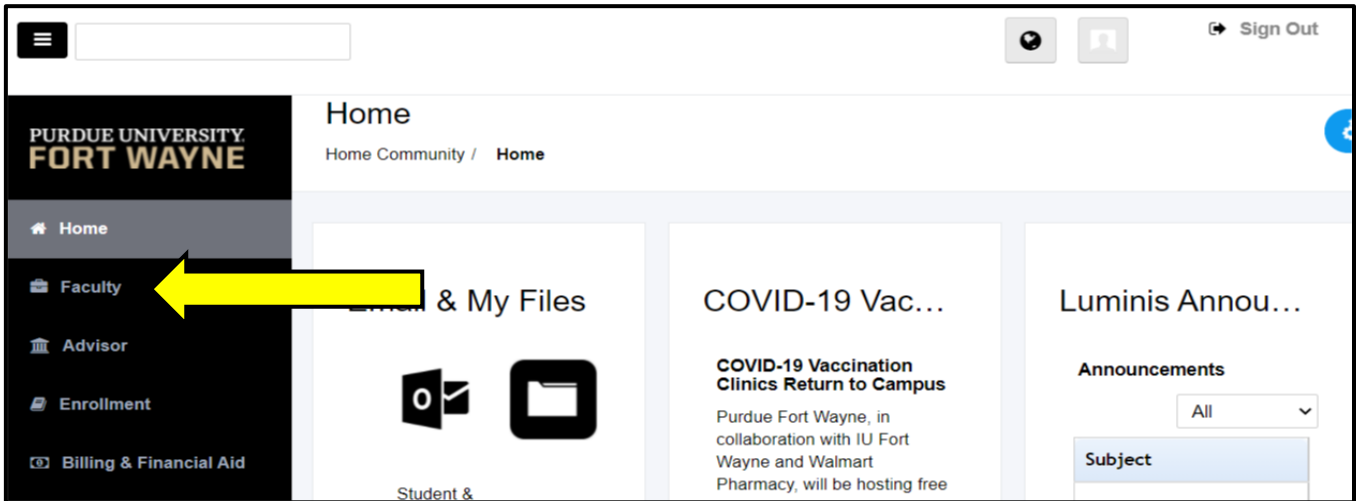 Sign Out
PURDUE UNIVERSITY.
FORT WAYNE
Home
Home Community / Home
Home
Faculty
Advisor
Enrollment
Billing & Financial Aid
Email & My Files
Student &
COVID-19 Vac...
COVID-19 Vaccination
Clinics Return to Campus
Purdue Fort Wayne, in
collaboration with IU Fort
Wayne and Walmart
Pharmacy, will be hosting free
Luminis Annou...
Announcements
All
Subject